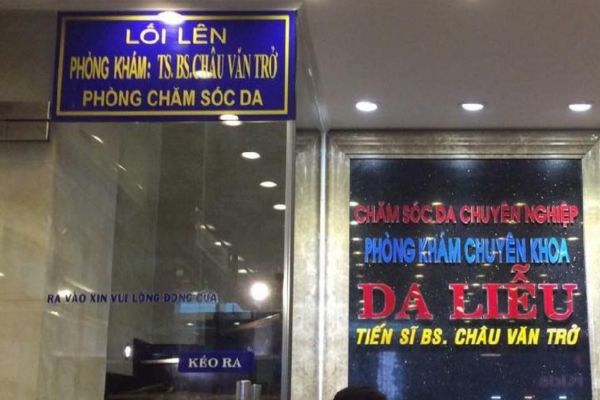 LỐI LÊN
PHÒNG KHÁM: TS. BS. CHÂU VĂN TRỞ
PHÒNG CHĂM SÓC DA
RA VÀO XIN VUI LÒNG ĐÓNG CỬA
KÉO RA
CHĂM SÓC DA CHUYÊN NGHIỆP
PHÒNG KHÁM CHUYÊN KHOA
DA LIỄU
TIẾN SĨ BS. CHÂU VĂN TRỞ